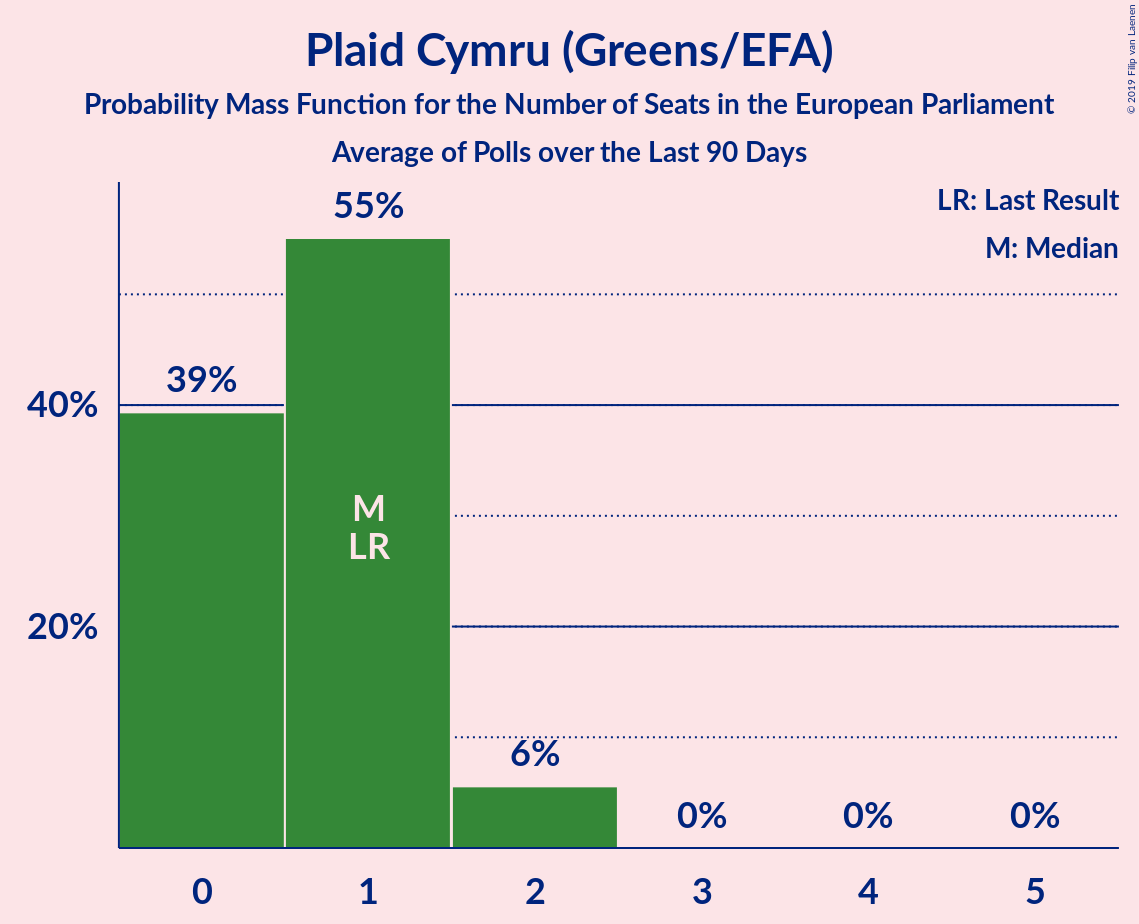 Plaid Cymru (Greens/EFA)
Probability Mass Function for the Number of Seats in the European Parliament
Average of Polls over the Last 90 Days
© 2019 Filip van Laenen
LR: Last Result
M: Median
55%
39%
40%
M
LR
20%
6%
0%
0%
0%
0
1
2
3
4
5